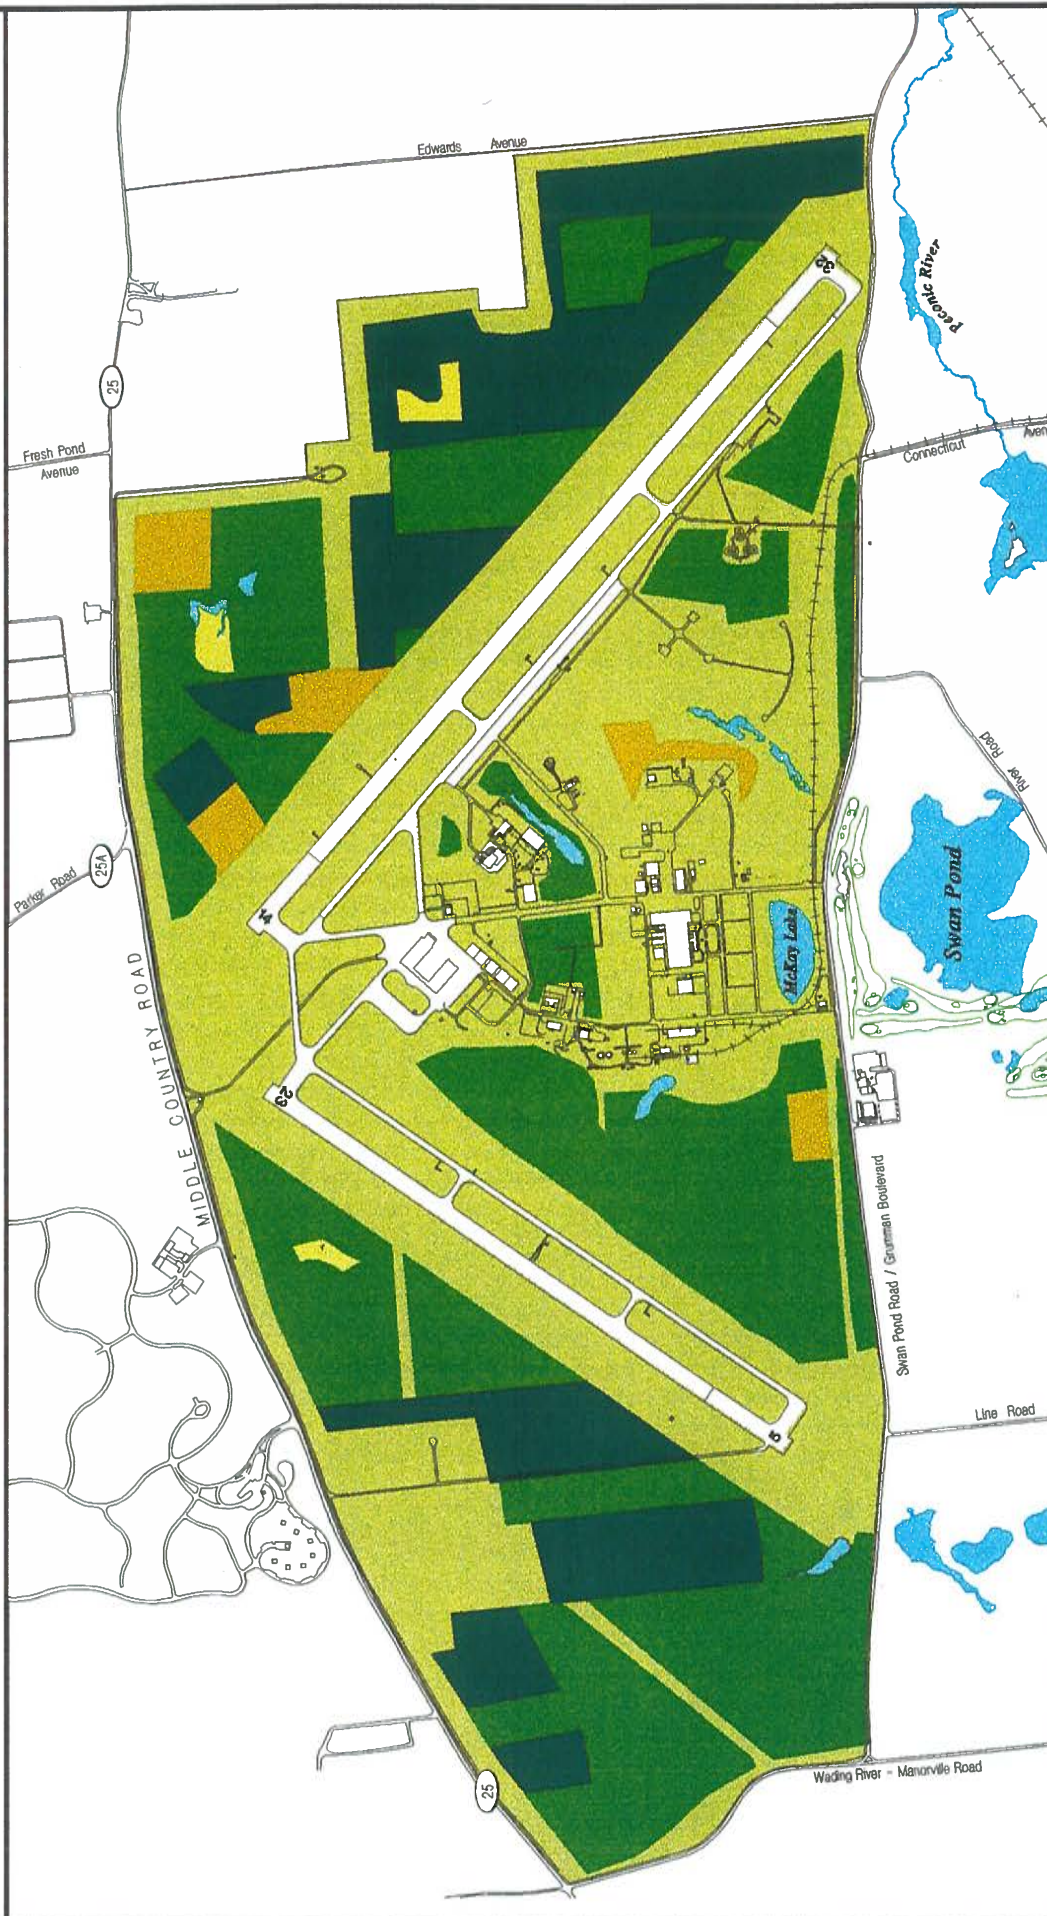 Edwards Avenue
Peconic River
32
25
Fresh Pond
Avenue
Connecticut Aven
River Road
Swan Pond
25A
Parker Road
14
McKay Lake
MIDDLE COUNTRY ROAD
23
Swan Pond Road / Grumman Boulevard
Line Road
5
25
Wading River - Manorville Road